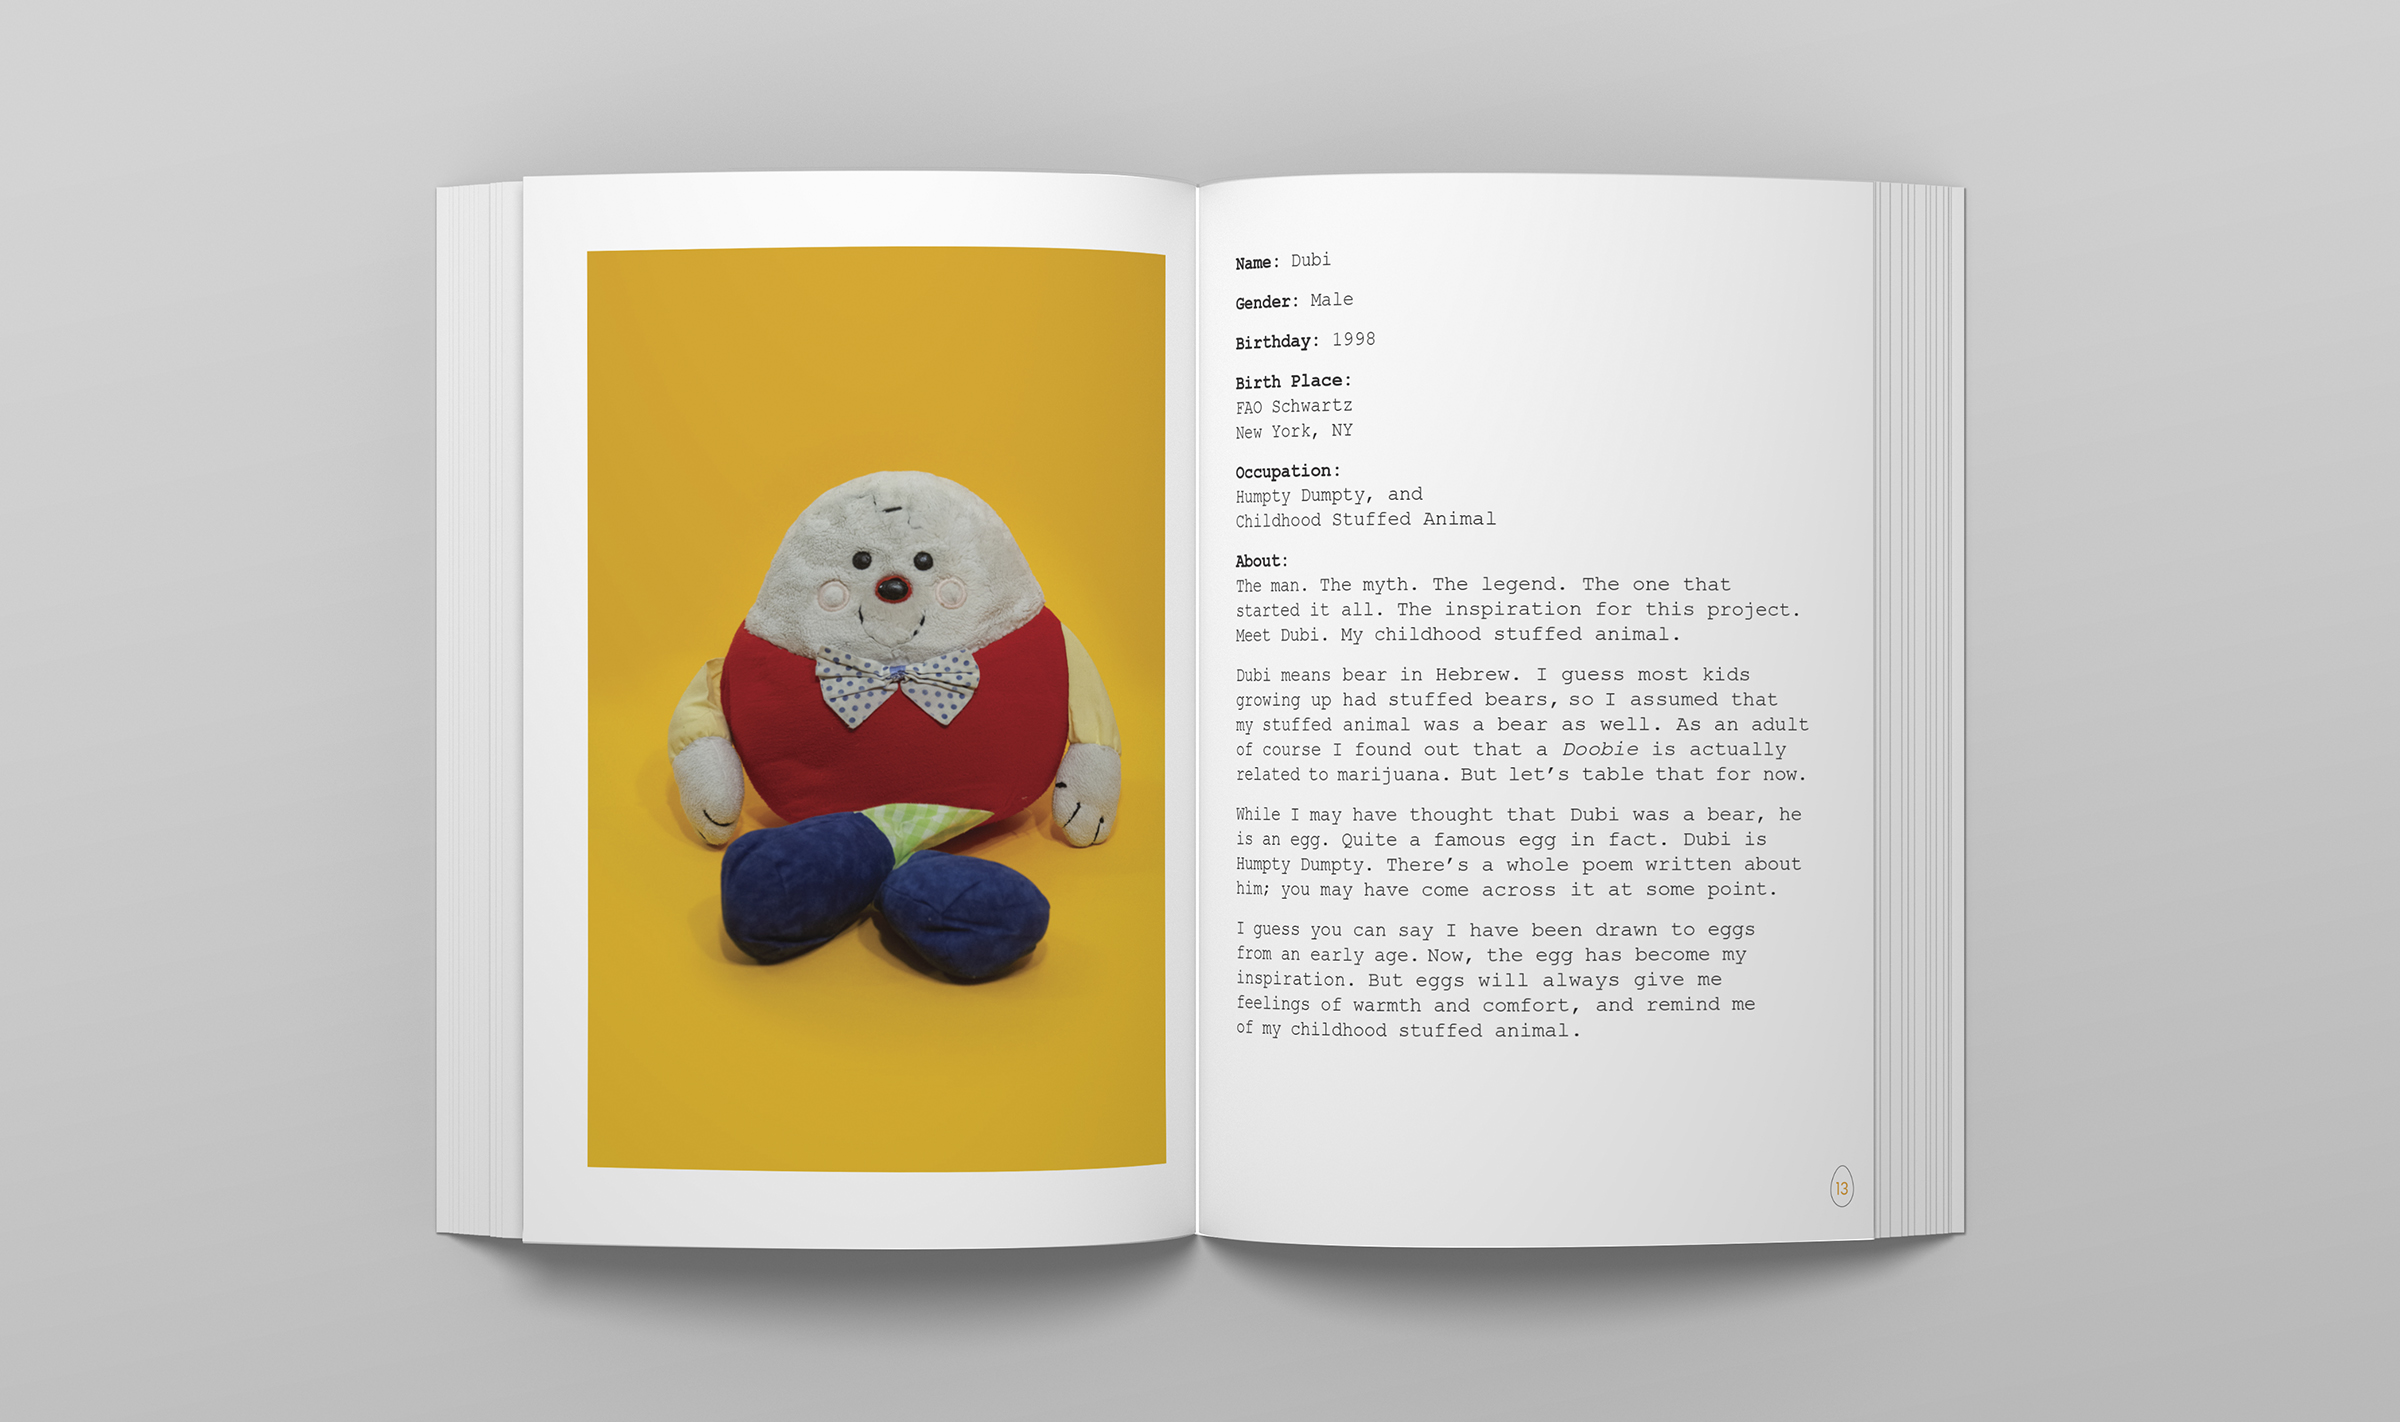 Name: Dubi
Gender: Male
Birthday: 1998
Birth Place:
FAO Schwartz
New York, NY
Occupation:
Humpty Dumpty, and
Childhood Stuffed Animal
About:
The man. The myth. The legend. The one that
started it all. The inspiration for this project.
Meet Dubi. My childhood stuffed animal.
Dubi means bear in Hebrew. I guess most kids
growing up had stuffed bears, so I assumed that
my stuffed animal was a bear as well. As an adult
of course I found out that a Doobie is actually
related to marijuana. But let’s table that for now.
While I may have thought that Dubi was a bear, he
is an egg. Quite a famous egg in fact. Dubi is
Humpty Dumpty. There’s a whole poem written about
him; you may have come across it at some point.
I guess you can say I have been drawn to eggs
from an early age. Now, the egg has become my
inspiration. But eggs will always give me
feelings of warmth and comfort, and remind me
of my childhood stuffed animal.
13